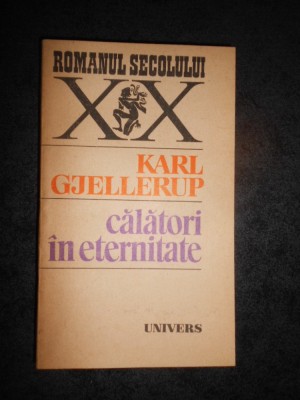 ROMANUL SECOLULUI
XX
KARL
GJELLERUP
călători
în eternitate
UNIVERS